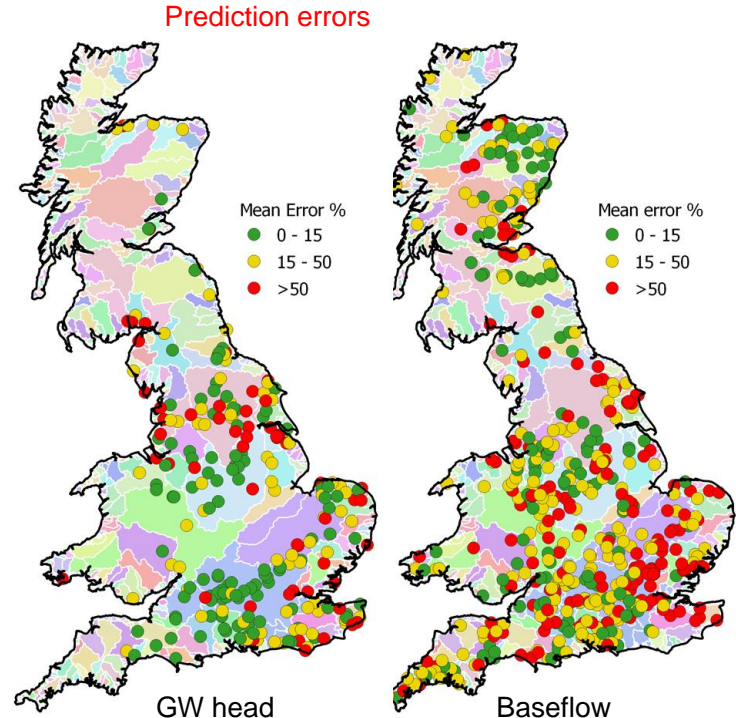 Prediction errors
Mean Error %
0 - 15
15 - 50
>50
Mean error %
0 - 15
15 - 50
>50
GW head
Baseflow